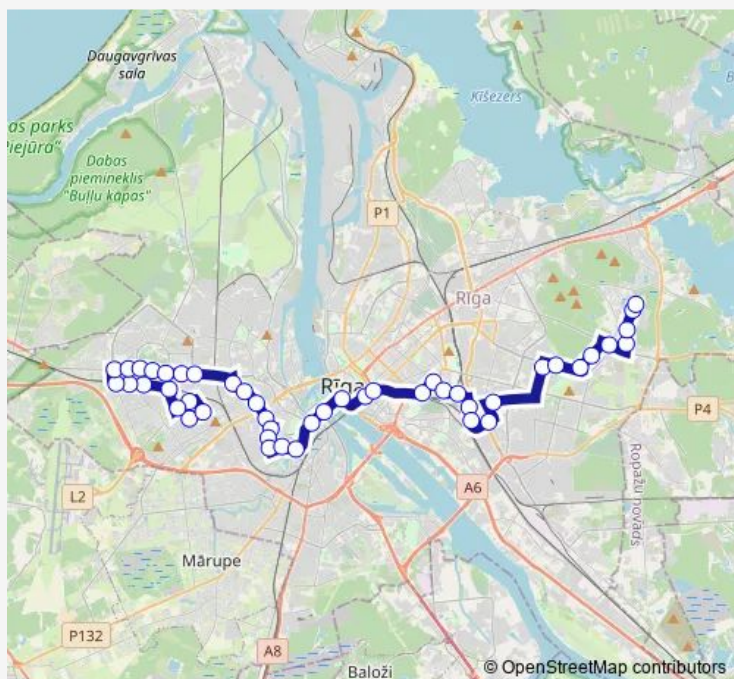 Daugavgrīvas
sala
Ķīšezers
as parks
Piejūra"
Dabas
piemineklis
"Buļļu kāpas"
P1
Rīga
Rīga
P4
L2
A6
Ropažu novads
Mārupe
P132
A8
Baloži
© OpenStreetMap contributors